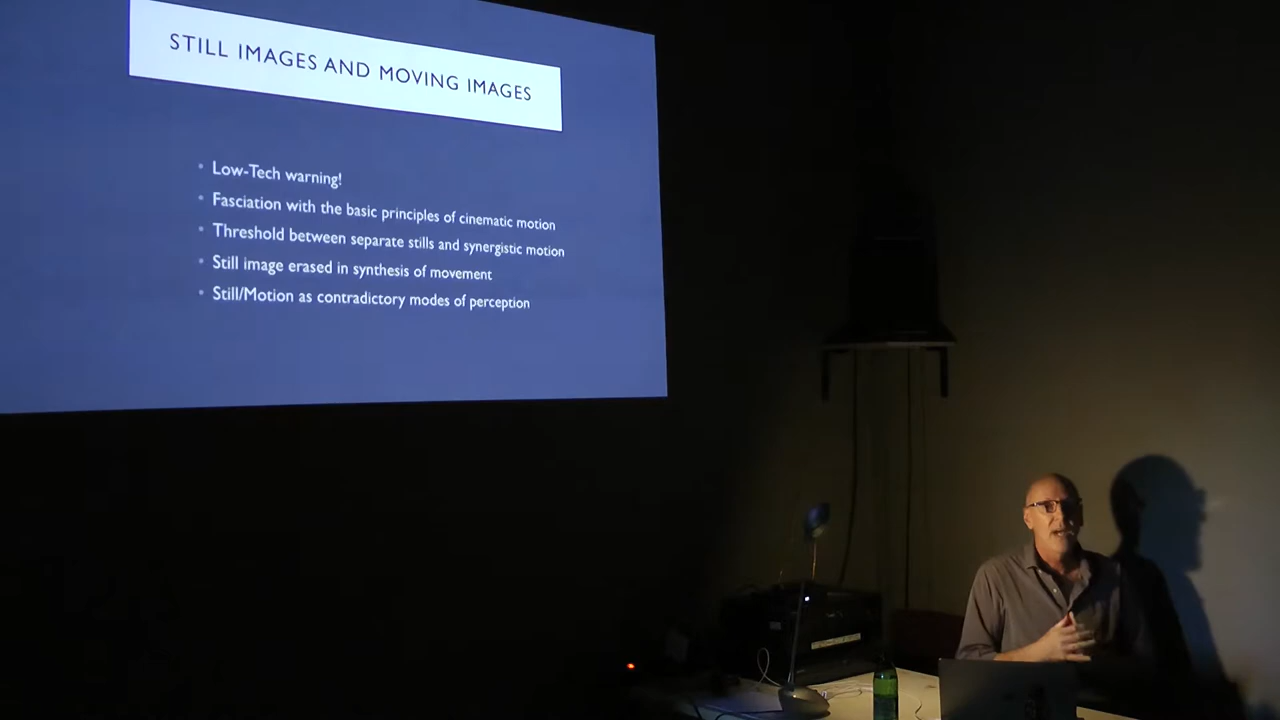 STILL IMAGES AND MOVING IMAGES
• Low-Tech warning!
• Fasciation with the basic principles of cinematic motion
• Threshold between separate stills and synergistic motion
• Still image erased in synthesis of movement
• Still/Motion as contradictory modes of perception